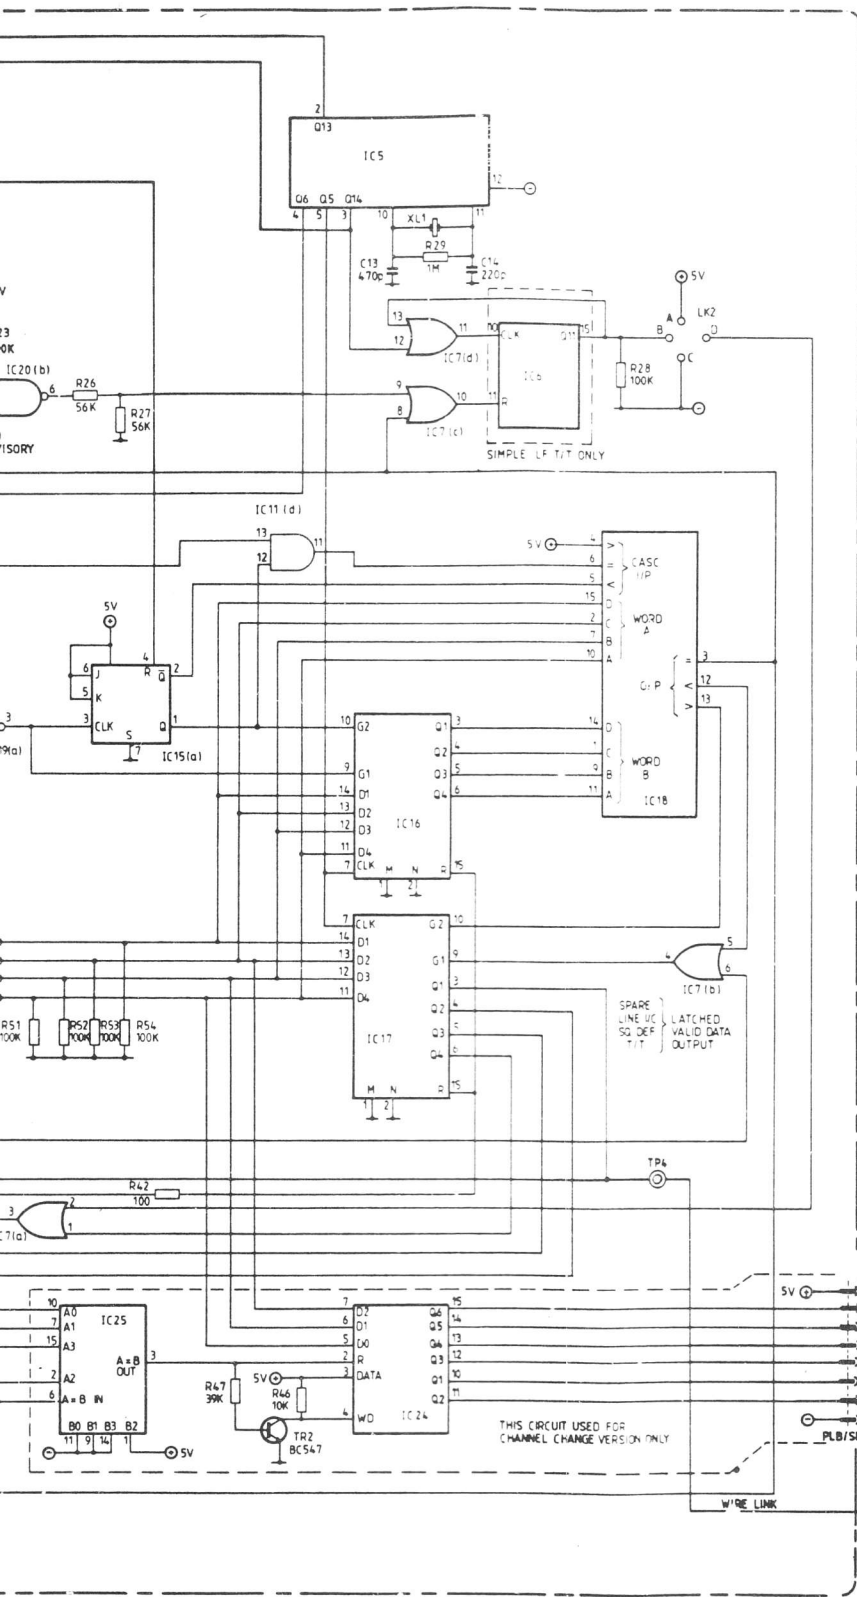 2
Q13
IC5
12
Q6 Q5 Q14
4 5 3 10 11
XL1
R29
1M
C13
470p
C14
220p
5V
A LK2
B D
C
13
12
11
IC7(d)
10
CLK
Q11
15
IC6
11
R
R28
100K
9
8
10
IC7(c)
SIMPLE LF T/T ONLY
V
23
0K
IC20(b)
6
R26
56K
R27
56K
VISORY
IC11(d)
13
12
11
5V
4 >
6 =
5 <
CASC
I/P
15 D
2 C
7 B
10 A
WORD
A
= 3
< 12
> 13
O/P
14 D
1 C
9 B
11 A
WORD
B
IC18
5V
4
R Q
2
6 J
5 K
3
3 CLK
Q 1
S
7
IC15(a)
19(a)
10 G2
9 G1
14 D1
13 D2
12 D3
11 D4
7 CLK
Q1 3
Q2 4
Q3 5
Q4 6
IC16
M N R 15
1 2
7 CLK
14 D1
13 D2
12 D3
11 D4
G2 10
G1 9
Q1 3
Q2 4
Q3 5
Q4 6
IC17
M N R 15
1 2
4
5
6
IC7(b)
SPARE
LINE I/C
SQ DEF
T/T
LATCHED
VALID DATA
OUTPUT
R51
100K
R52
100K
R53
100K
R54
100K
TP4
R42
100
3
2
1
C7(a)
10 A0
7 A1
15 A3
2 A2
6 A=B IN
IC25
A=B
OUT
3
B0 B1 B3 B2
11 9 14 1
5V
R47
39K
5V
R46
10K
TR2
BC547
7 D2
6 D1
5 D0
2 R
3 DATA
4 WD
Q6 15
Q5 14
Q4 13
Q3 12
Q1 10
Q2 11
IC24
THIS CIRCUIT USED FOR
CHANNEL CHANGE VERSION ONLY
5V
PLB/S
WIRE LINK